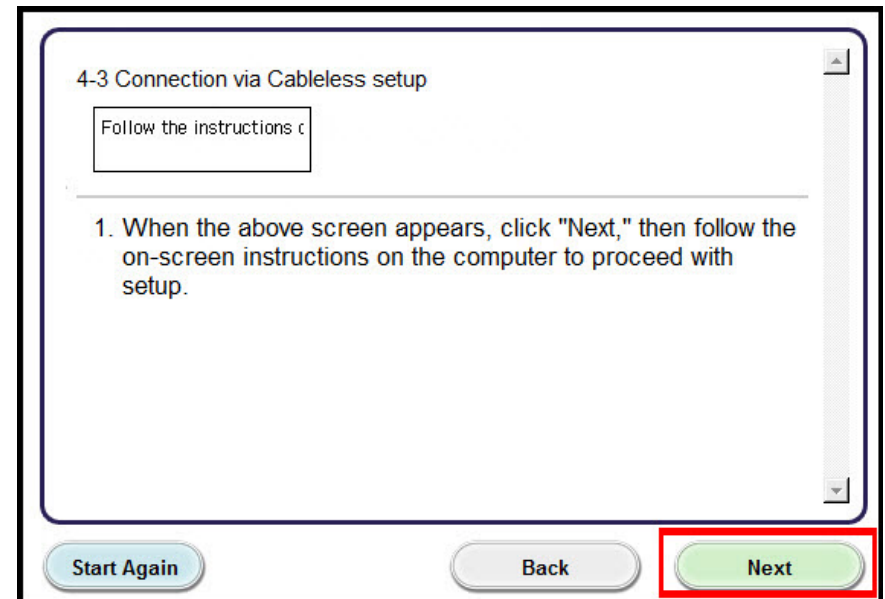 4-3 Connection via Cableless setup
Follow the instructions
1. When the above screen appears, click "Next," then follow the
on-screen instructions on the computer to proceed with
setup.
Start Again
Back
Next